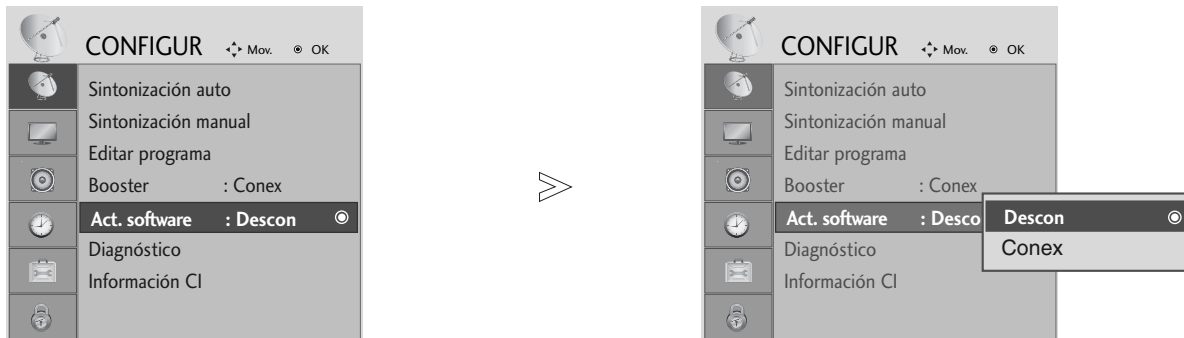 CONFIGUR Mov. OK
Sintonización auto
Sintonización manual
Editar programa
Booster : Conex
Act. software : Descon
Diagnóstico
Información CI
CONFIGUR Mov. OK
Sintonización auto
Sintonización manual
Editar programa
Booster : Conex
Act. software : Desco
Diagnóstico
Información CI
Descon
Conex